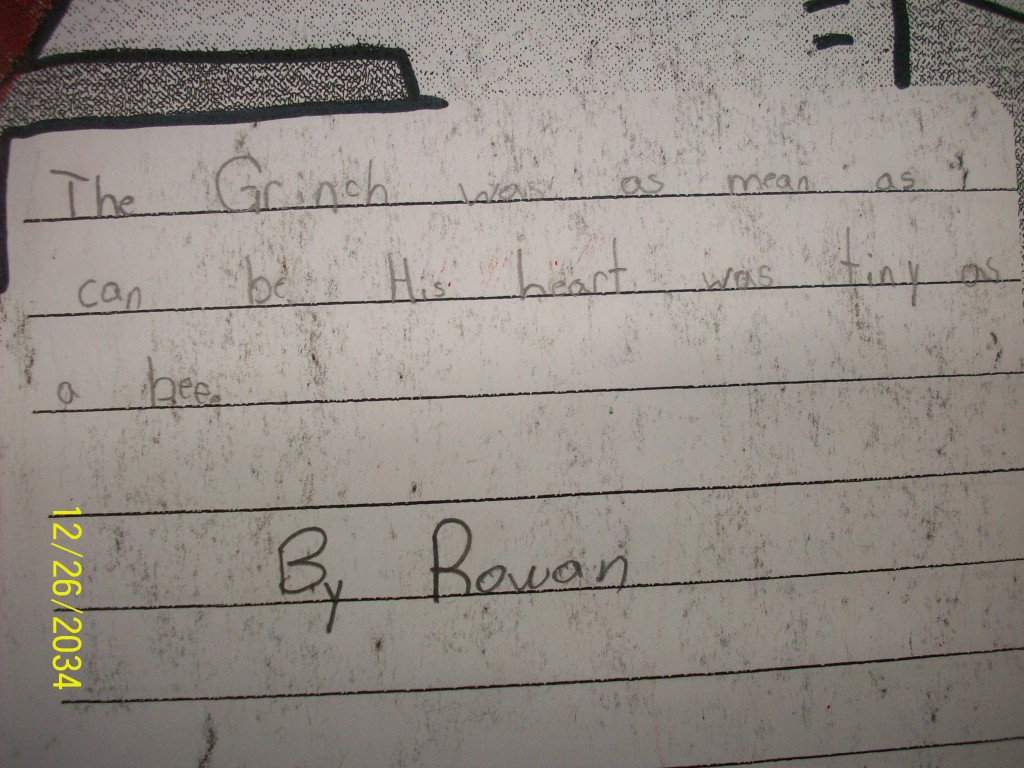 The Grinch was as mean as
can be His heart was tiny as
a bee.
By Rowan
12/26/2034